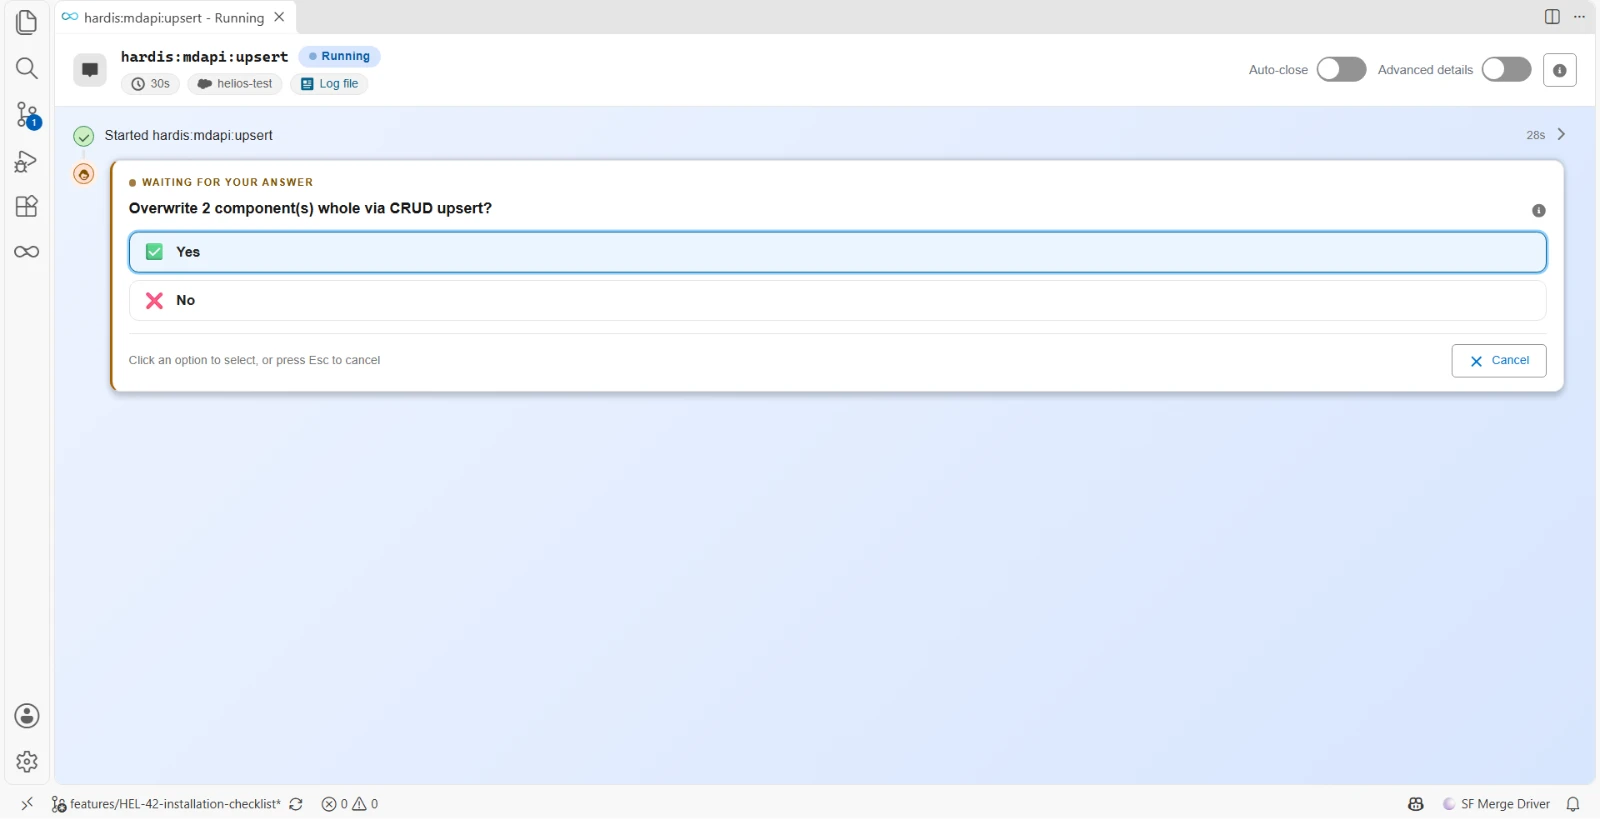 hardis:mdapi:upsert - Running
hardis:mdapi:upsert
Running
30s
helios-test
Log file
Auto-close
Advanced details
1
Started hardis:mdapi:upsert
28s
WAITING FOR YOUR ANSWER
Overwrite 2 component(s) whole via CRUD upsert?
Yes
No
Click an option to select, or press Esc to cancel
Cancel
features/HEL-42-installation-checklist*
0
0
SF Merge Driver